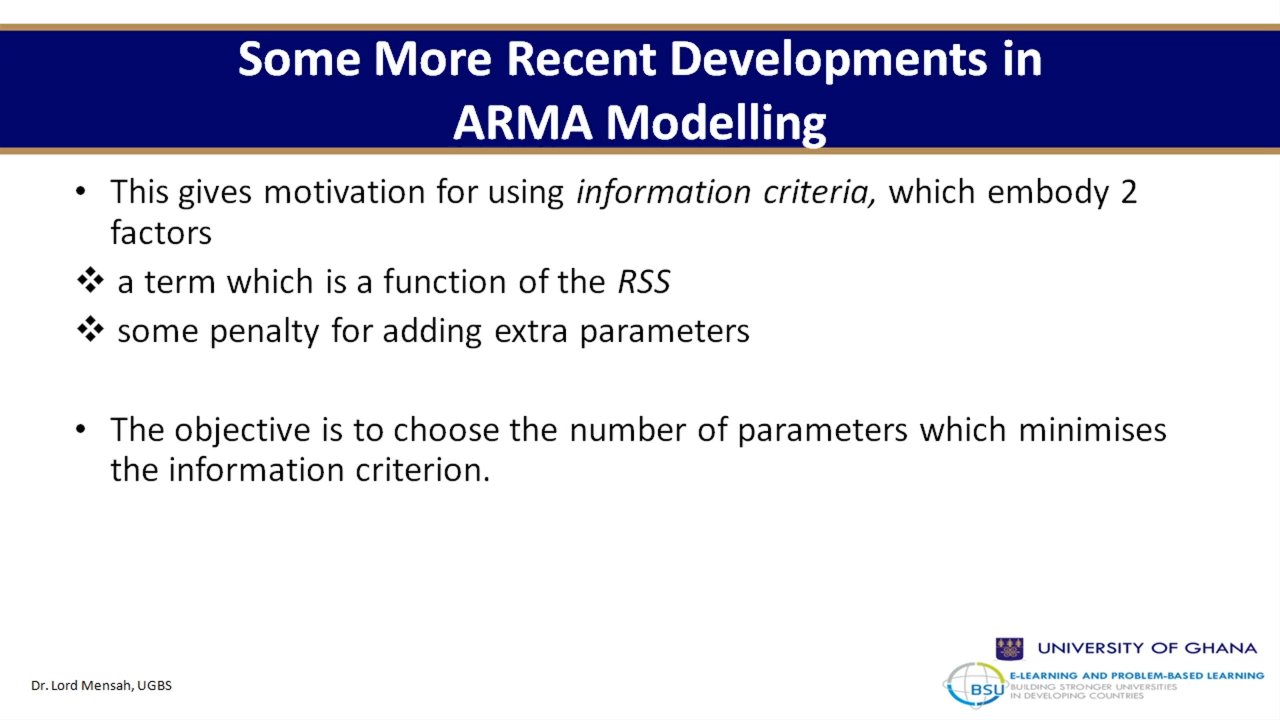 Some More Recent Developments in
ARMA Modelling
• This gives motivation for using information criteria, which embody 2
factors
❖ a term which is a function of the RSS
❖ some penalty for adding extra parameters
• The objective is to choose the number of parameters which minimises
the information criterion.
UNIVERSITY OF GHANA
BSU
E-LEARNING AND PROBLEM-BASED LEARNING
BUILDING STRONGER UNIVERSITIES
IN DEVELOPING COUNTRIES
Dr. Lord Mensah, UGBS